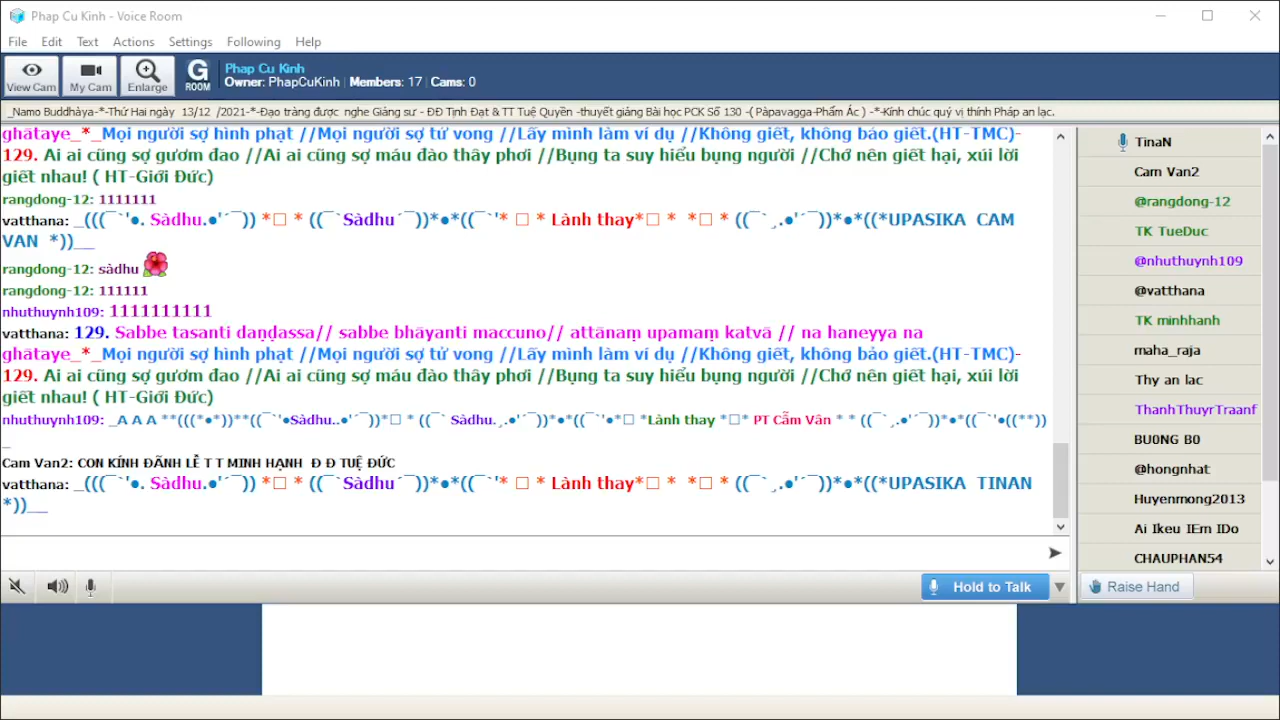 Phap Cu Kinh - Voice Room
File Edit Text Actions Settings Following Help
View Cam My Cam Enlarge G ROOM
Phap Cu Kinh
Owner: PhapCuKinh | Members: 17 | Cams: 0
_Namo Buddhàya-*-Thứ Hai ngày 13/12 /2021-*-Đạo tràng được nghe Giảng sư - ĐĐ Tịnh Đạt & TT Tuệ Quyền -thuyết giảng Bài học PCK Số 130 -( Pàpavagga-Phẩm Ác ) -*-Kính chúc quý vị thính Pháp an lạc.
ghātaye_*_Mọi người sợ hình phạt //Mọi người sợ tử vong //Lấy mình làm ví dụ //Không giết, không bảo giết.(HT-TMC)-
129. Ai ai cũng sợ gươm đao //Ai ai cũng sợ máu đào thây phơi //Bụng ta suy hiểu bụng người //Chớ nên giết hại, xúi lời
giết nhau! ( HT-Giới Đức)
rangdong-12: 1111111
vatthana: _(((¯`'●. Sàdhu.●'´¯)) *□ * ((¯`Sàdhu´¯))*●*((¯`'* □ * Lành thay*□ * *□ * ((¯`¸.●'´¯))*●*((*UPASIKA CAM
VAN *))__
rangdong-12: sàdhu
rangdong-12: 111111
nhuthuynh109: 1111111111
vatthana: 129. Sabbe tasanti daṇḍassa// sabbe bhāyanti maccuno// attānaṃ upamaṃ katvā // na haneyya na
ghātaye_*_Mọi người sợ hình phạt //Mọi người sợ tử vong //Lấy mình làm ví dụ //Không giết, không bảo giết.(HT-TMC)-
129. Ai ai cũng sợ gươm đao //Ai ai cũng sợ máu đào thây phơi //Bụng ta suy hiểu bụng người //Chớ nên giết hại, xúi lời
giết nhau! ( HT-Giới Đức)
nhuthuynh109: _A A A **(((*●*))**((¯`'●Sàdhu..●'´¯))*□ * ((¯` Sàdhu.¸.●'´¯))*●*((¯`'●*□ *Lành thay *□* PT Cẩm Vân * * ((¯`¸.●'´¯))*●*((¯`'●((**))
_
Cam Van2: CON KÍNH ĐÃNH LỄ T T MINH HẠNH Đ Đ TUỆ ĐỨC
vatthana: _(((¯`'●. Sàdhu.●'´¯)) *□ * ((¯`Sàdhu´¯))*●*((¯`'* □ * Lành thay*□ * *□ * ((¯`¸.●'´¯))*●*((*UPASIKA TINAN
*))__
Hold to Talk
TinaN
Cam Van2
@rangdong-12
TK TueDuc
@nhuthuynh109
@vatthana
TK minhhanh
maha_raja
Thy an lac
ThanhThuyrTraanf
BU0NG B0
@hongnhat
Huyenmong2013
Ai Ikeu IEm IDo
CHAUPHAN54
Raise Hand